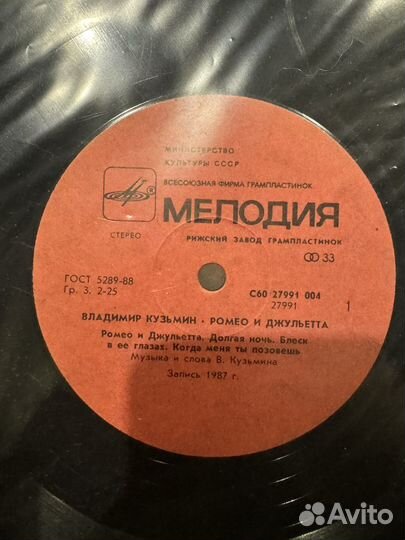 МИНИСТЕРСТВО
КУЛЬТУРЫ СССР
ВСЕСОЮЗНАЯ ФИРМА ГРАМПЛАСТИНОК
МЕЛОДИЯ
СТЕРЕО
РИЖСКИЙ ЗАВОД ГРАМПЛАСТИНОК
33
ГОСТ 5289-88
Гр. 3. 2-25
С60 27991 004
27991
1
ВЛАДИМИР КУЗЬМИН · РОМЕО И ДЖУЛЬЕТТА
Ромео и Джульетта. Долгая ночь. Блеск
в ее глазах. Когда меня ты позовешь
Музыка и слова В. Кузьмина
Запись 1987 г.
Avito